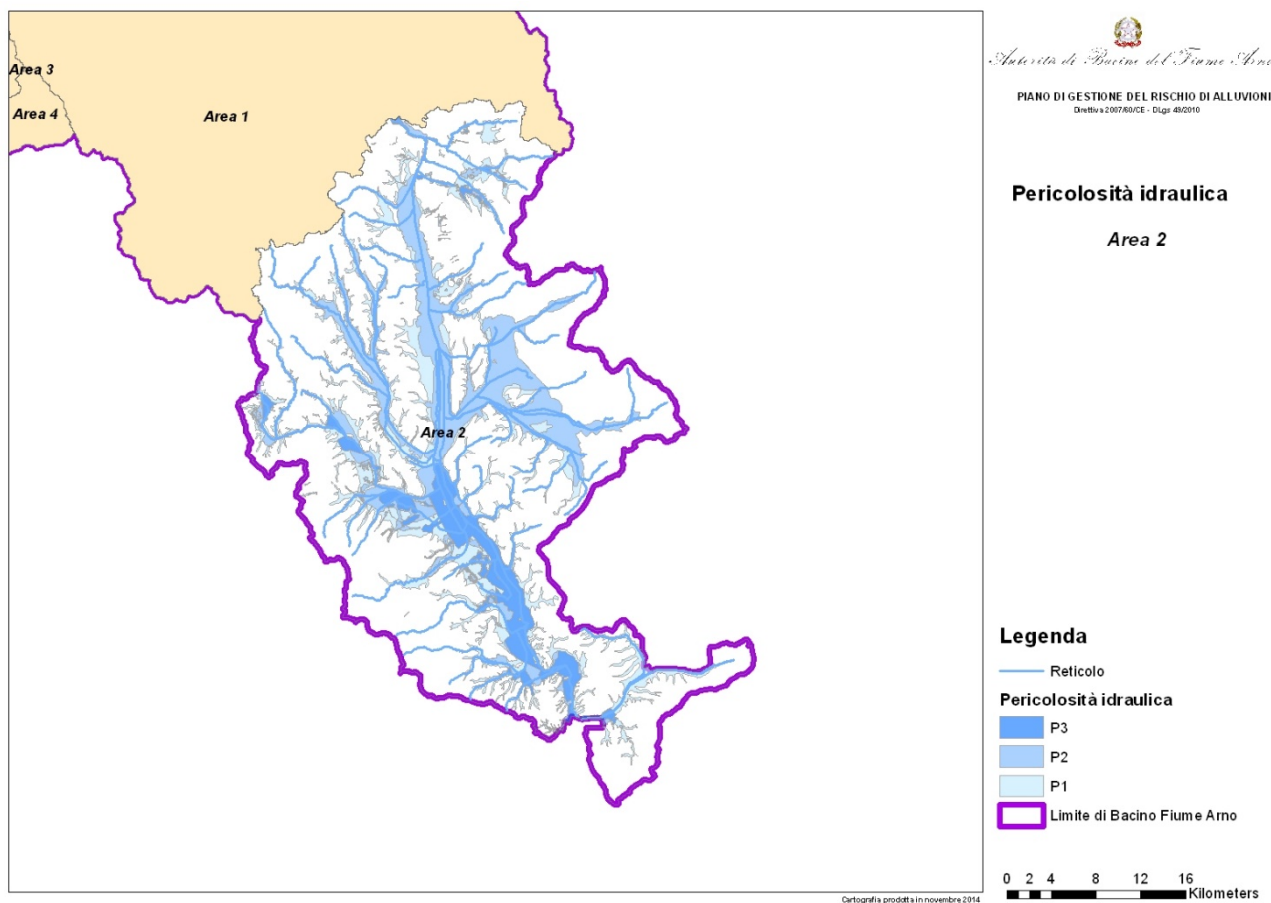 Area 3
Area 4
Area 1
Area 2
Autorità di Bacino del Fiume Arno
PIANO DI GESTIONE DEL RISCHIO DI ALLUVIONI
Direttiva 2007/60/CE - DLgs 49/2010
Pericolosità idraulica
Area 2
Legenda
Reticolo
Pericolosità idraulica
P3
P2
P1
Limite di Bacino Fiume Arno
0 2 4 8 12 16
Kilometers
Cartografia prodotta in novembre 2014